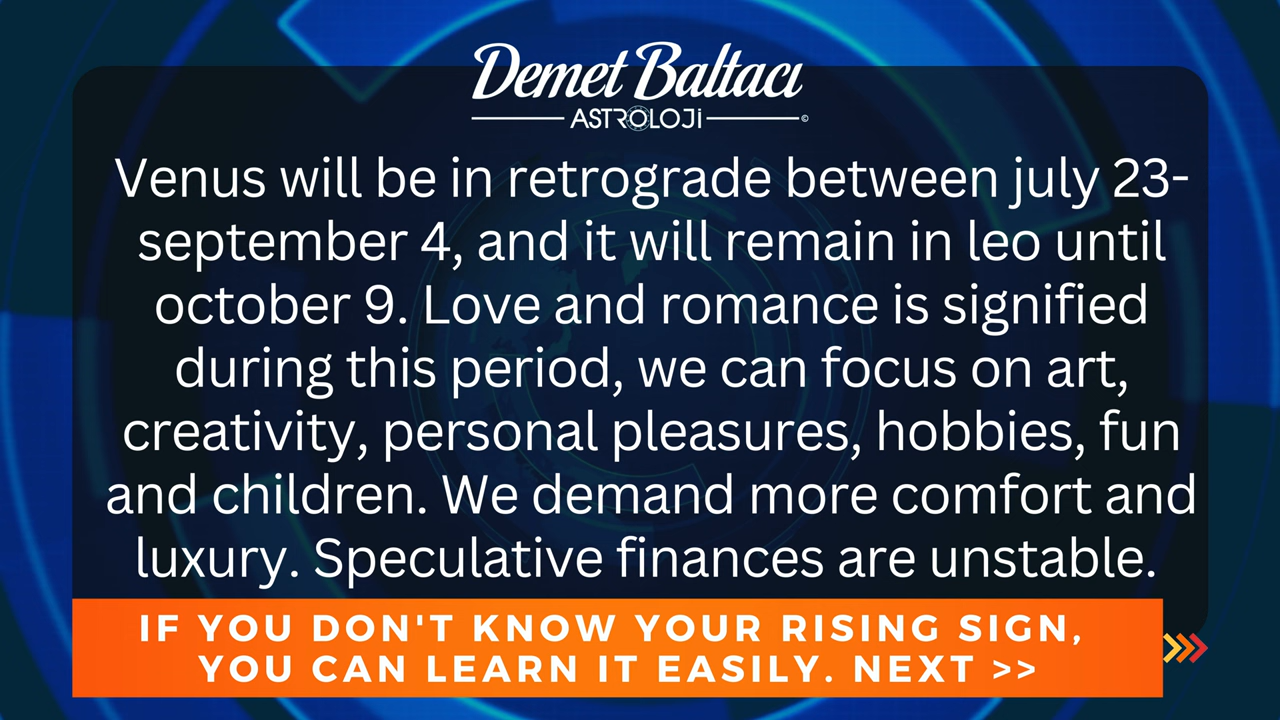 Demet Baltacı
ASTROLOJi
©
Venus will be in retrograde between july 23-
september 4, and it will remain in leo until
october 9. Love and romance is signified
during this period, we can focus on art,
creativity, personal pleasures, hobbies, fun
and children. We demand more comfort and
luxury. Speculative finances are unstable.
IF YOU DON'T KNOW YOUR RISING SIGN,
YOU CAN LEARN IT EASILY. NEXT >>